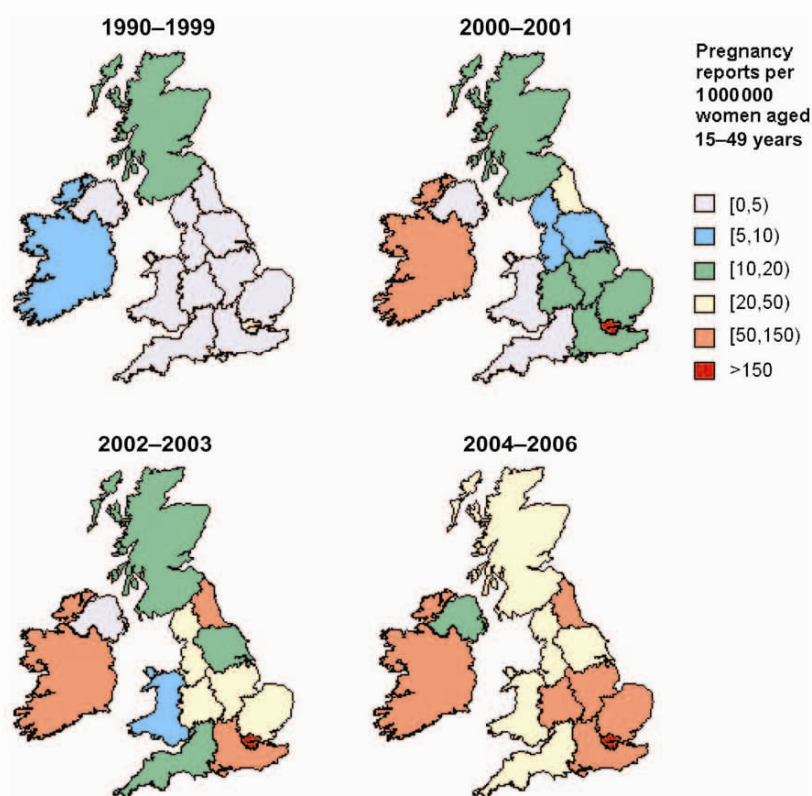 1990–1999
2000–2001
Pregnancy
reports per
1 000 000
women aged
15–49 years
[0,5)
[5,10)
[10,20)
[20,50)
[50,150)
>150
2002–2003
2004–2006